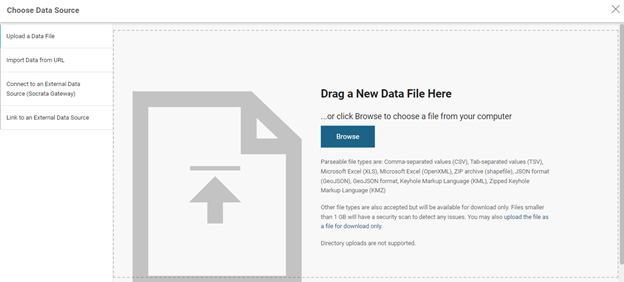 Choose Data Source
Upload a Data File
Import Data from URL
Connect to an External Data
Source (Socrata Gateway)
Link to an External Data Source
Drag a New Data File Here
...or click Browse to choose a file from your computer
Browse
Parseable file types are: Comma-separated values (CSV), Tab-separated values (TSV),
Microsoft Excel (XLS), Microsoft Excel (OpenXML), ZIP archive (shapefile), JSON format
(GeoJSON), GeoJSON format, Keyhole Markup Language (KML), Zipped Keyhole
Markup Language (KMZ)
Other file types are also accepted but will be available for download only. Files smaller
than 1 GB will have a security scan to detect any issues. You may also upload the file as
a file for download only.
Directory uploads are not supported.